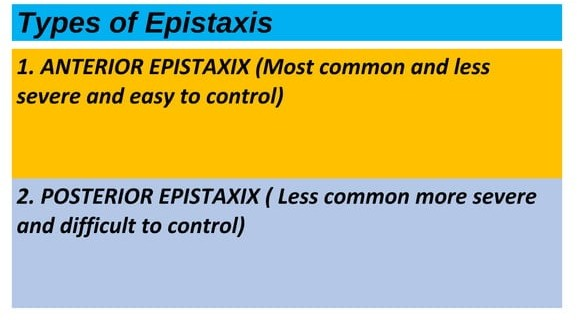 Types of Epistaxis
1. ANTERIOR EPISTAXIX (Most common and less
severe and easy to control)
2. POSTERIOR EPISTAXIX ( Less common more severe
and difficult to control)